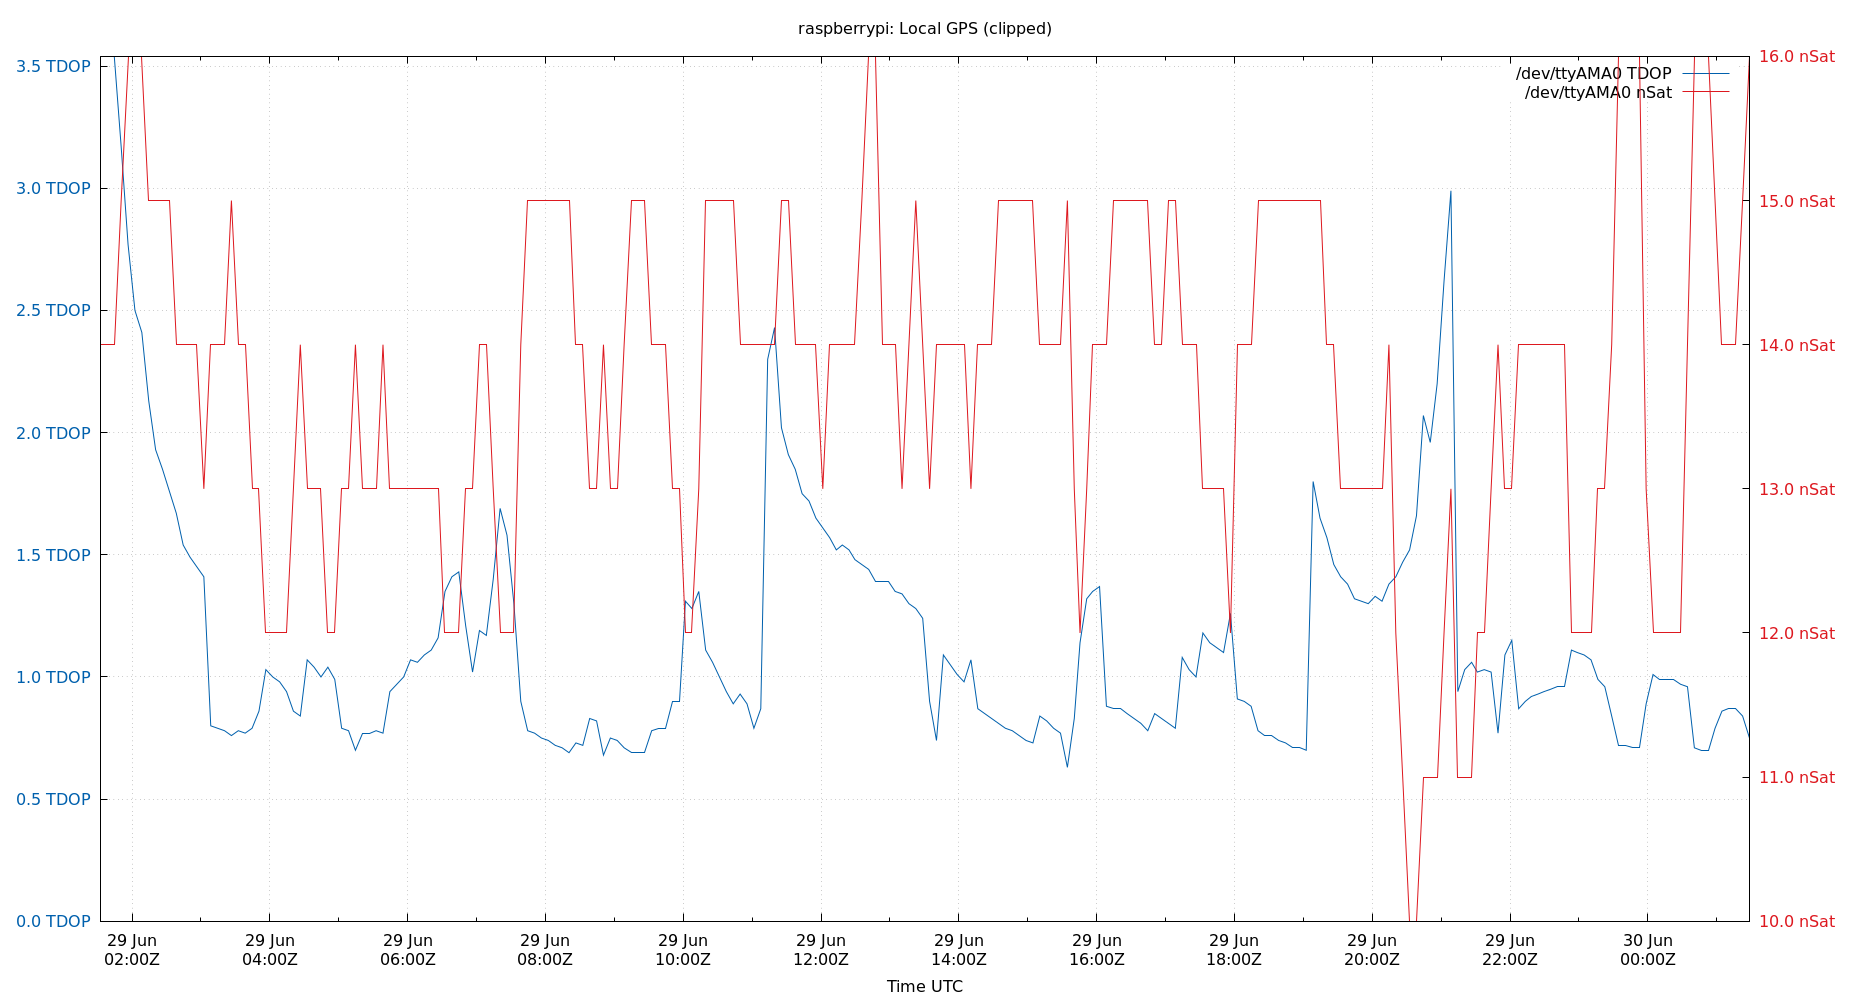 raspberrypi: Local GPS (clipped)
3.5 TDOP
3.0 TDOP
2.5 TDOP
2.0 TDOP
1.5 TDOP
1.0 TDOP
0.5 TDOP
0.0 TDOP
16.0 nSat
15.0 nSat
14.0 nSat
13.0 nSat
12.0 nSat
11.0 nSat
10.0 nSat
/dev/ttyAMA0 TDOP
/dev/ttyAMA0 nSat
29 Jun
02:00Z
29 Jun
04:00Z
29 Jun
06:00Z
29 Jun
08:00Z
29 Jun
10:00Z
29 Jun
12:00Z
29 Jun
14:00Z
29 Jun
16:00Z
29 Jun
18:00Z
29 Jun
20:00Z
29 Jun
22:00Z
30 Jun
00:00Z
Time UTC